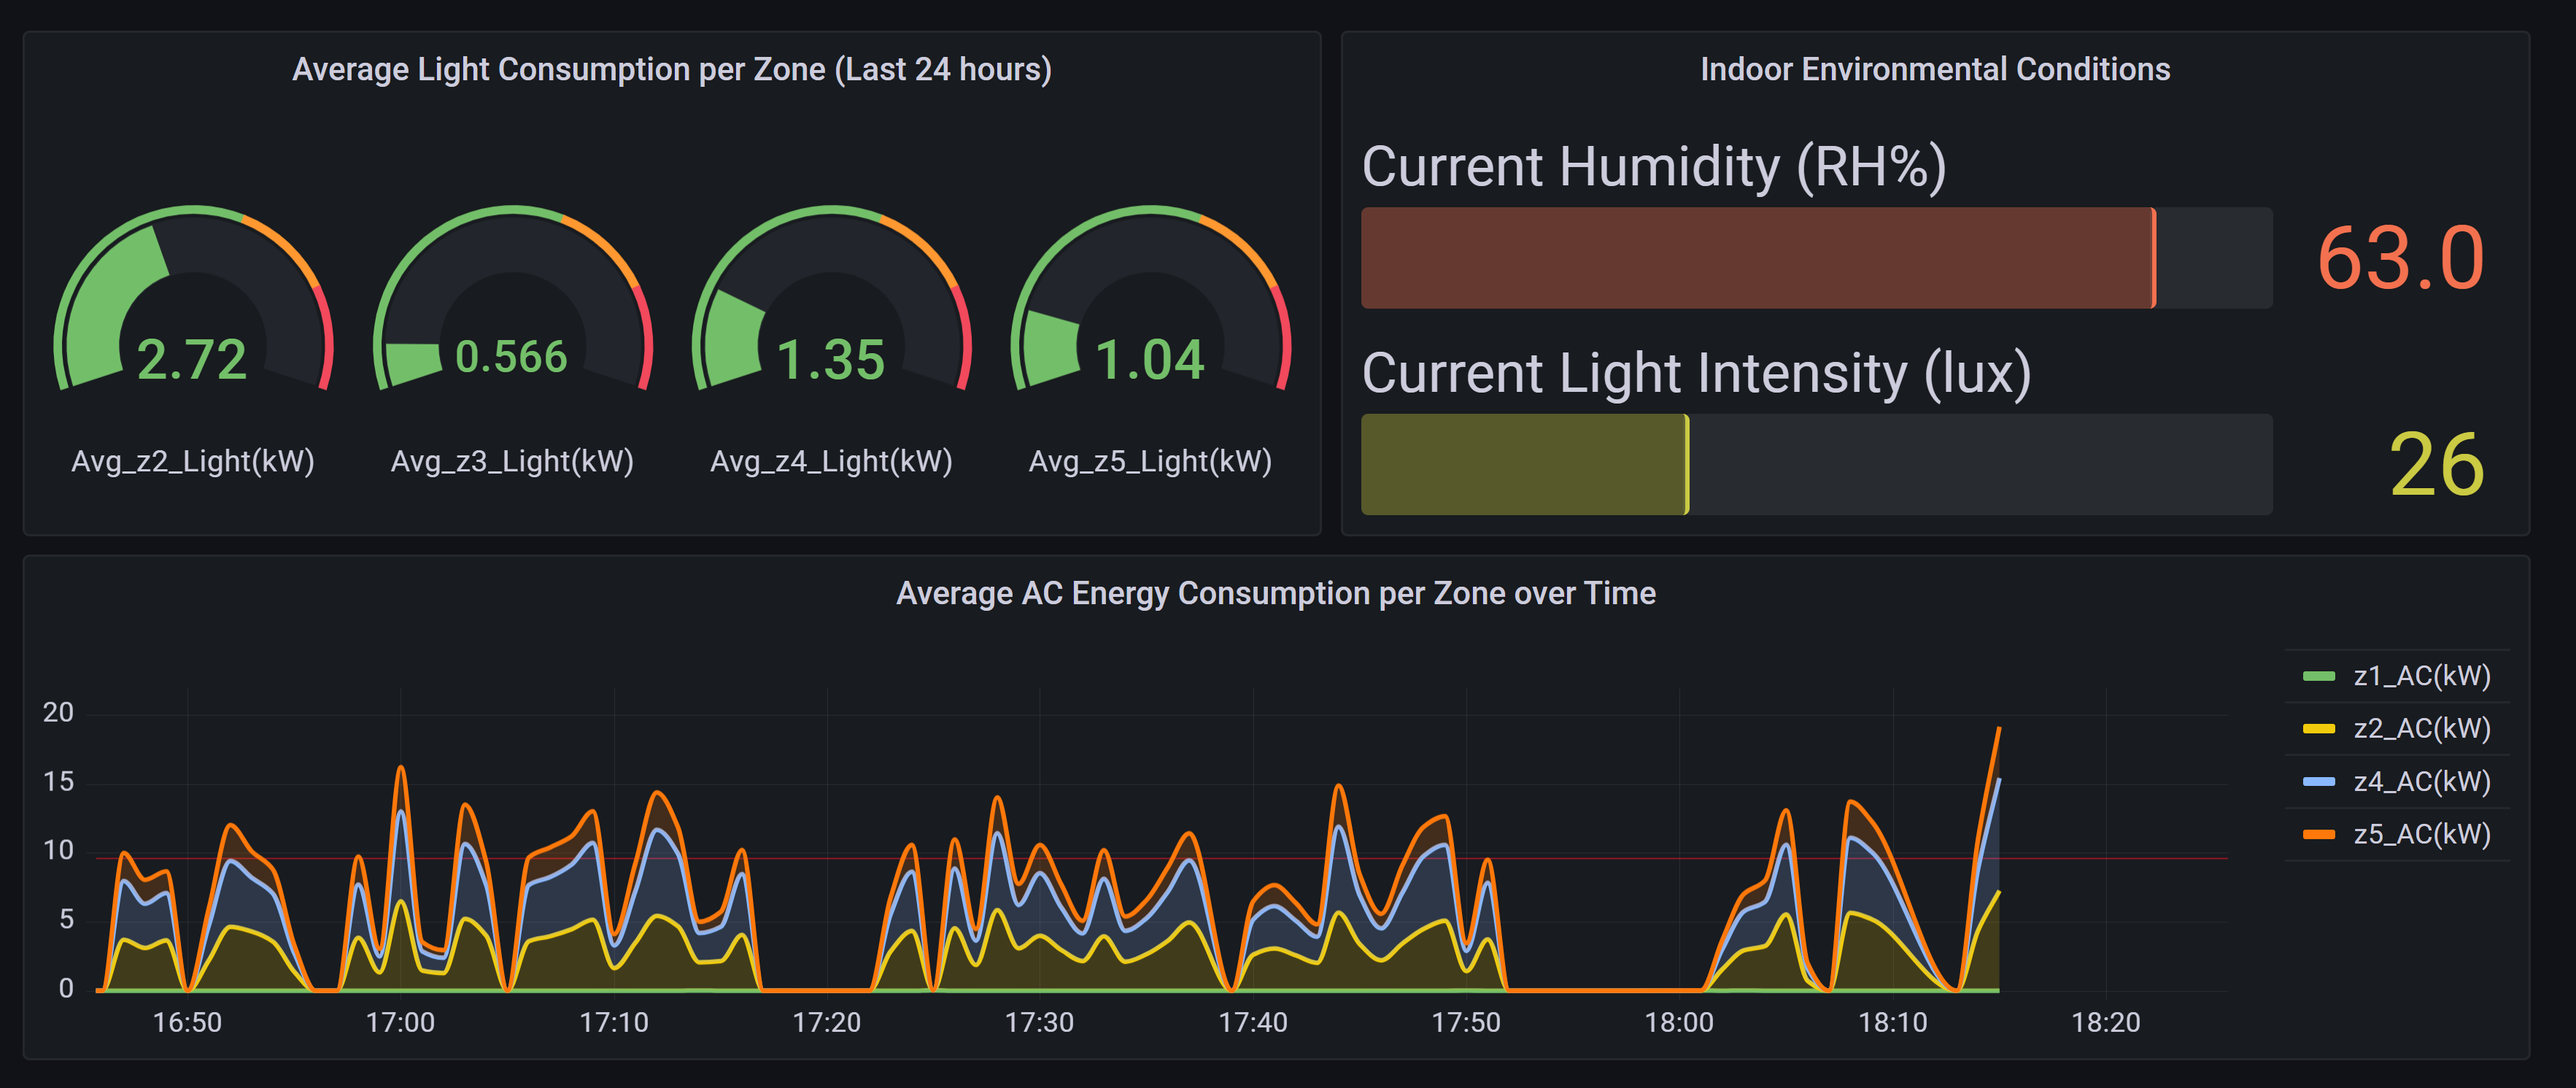 Average Light Consumption per Zone (Last 24 hours)
2.72
0.566
1.35
1.04
Avg_z2_Light(kW)
Avg_z3_Light(kW)
Avg_z4_Light(kW)
Avg_z5_Light(kW)
Indoor Environmental Conditions
Current Humidity (RH%)
63.0
Current Light Intensity (lux)
26
Average AC Energy Consumption per Zone over Time
20
15
10
5
0
16:50
17:00
17:10
17:20
17:30
17:40
17:50
18:00
18:10
18:20
z1_AC(kW)
z2_AC(kW)
z4_AC(kW)
z5_AC(kW)